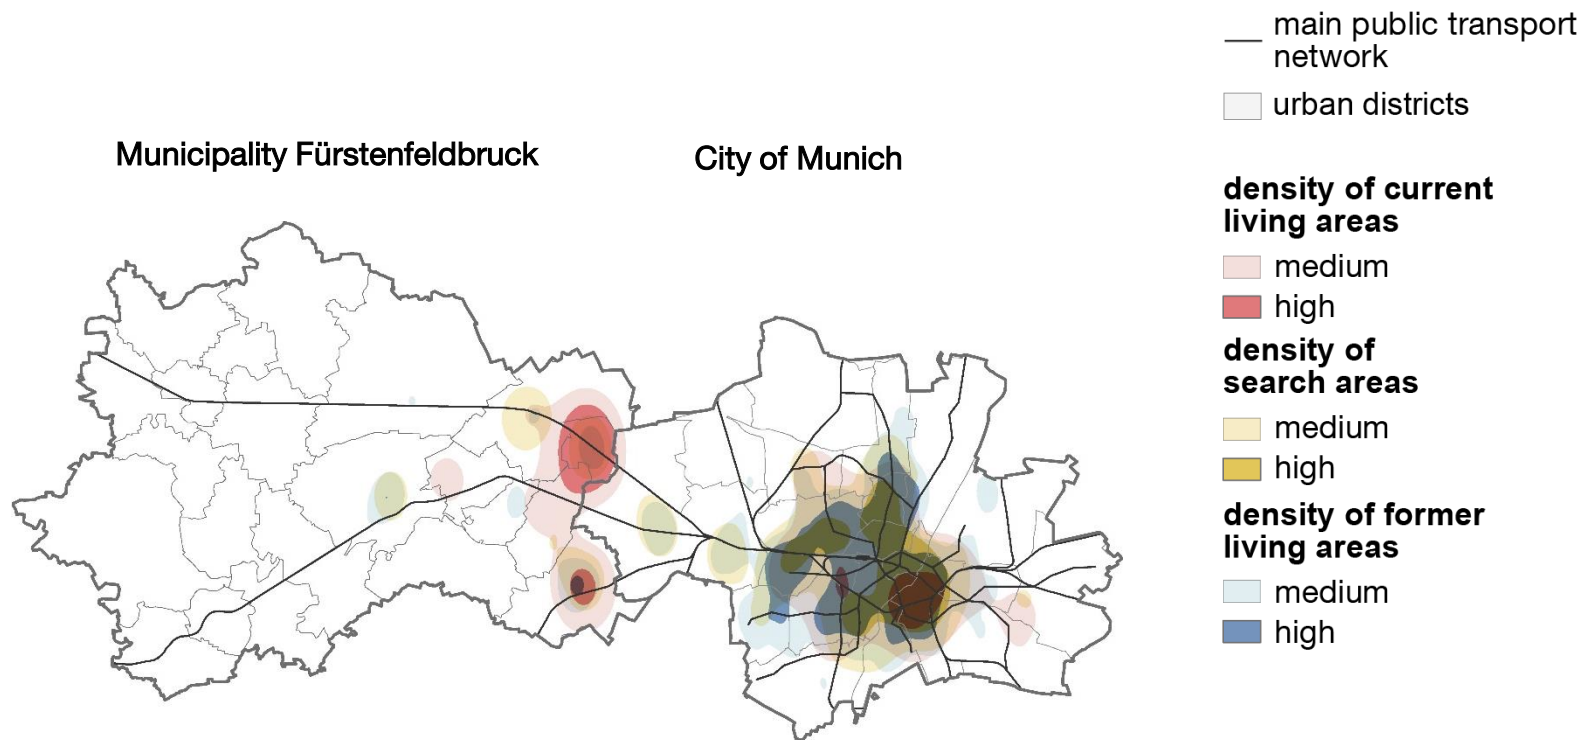 main public transport
network
urban districts
Municipality Fürstenfeldbruck
City of Munich
density of current
living areas
medium
high
density of
search areas
medium
high
density of former
living areas
medium
high